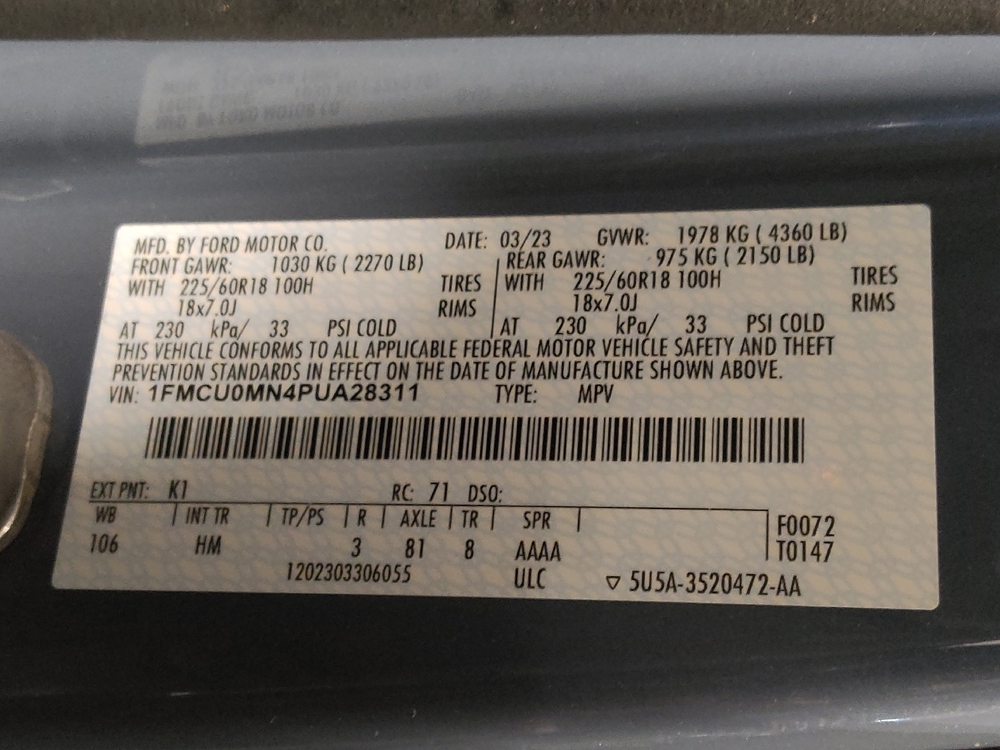 MFD. BY FORD MOTOR CO. DATE: 03/23 GVWR: 1978 KG ( 4360 LB)
FRONT GAWR: 1030 KG ( 2270 LB) REAR GAWR: 975 KG ( 2150 LB)
WITH 225/60R18 100H TIRES WITH 225/60R18 100H TIRES
18x7.0J RIMS 18x7.0J RIMS
AT 230 kPa/ 33 PSI COLD AT 230 kPa/ 33 PSI COLD
THIS VEHICLE CONFORMS TO ALL APPLICABLE FEDERAL MOTOR VEHICLE SAFETY AND THEFT
PREVENTION STANDARDS IN EFFECT ON THE DATE OF MANUFACTURE SHOWN ABOVE.
VIN: 1FMCU0MN4PUA28311 TYPE: MPV
EXT PNT: K1 RC: 71 DSO:
WB INT TR TP/PS R AXLE TR SPR F0072
106 HM 3 81 8 AAAA T0147
1202303306055 ULC ▽ 5U5A-3520472-AA